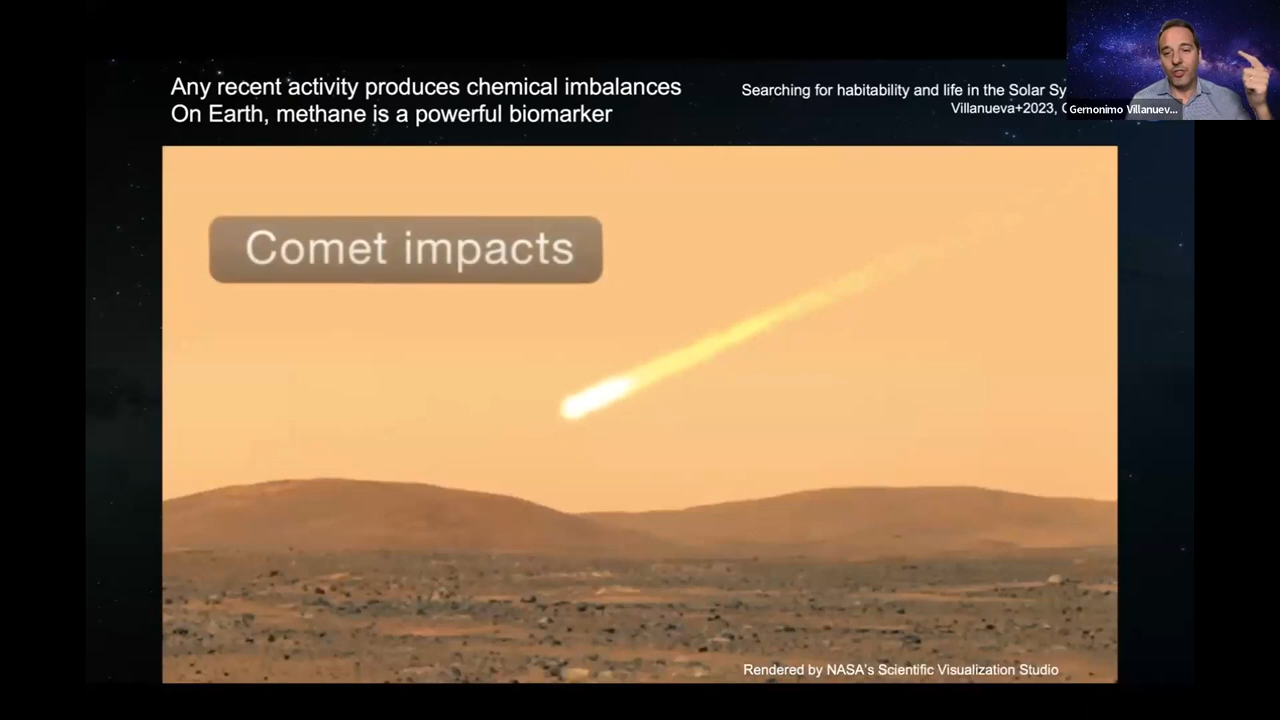 Any recent activity produces chemical imbalances
On Earth, methane is a powerful biomarker
Searching for habitability and life in the Solar Sy
Villanueva+2023,
Gernonimo Villanuev...
Comet impacts
Rendered by NASA's Scientific Visualization Studio